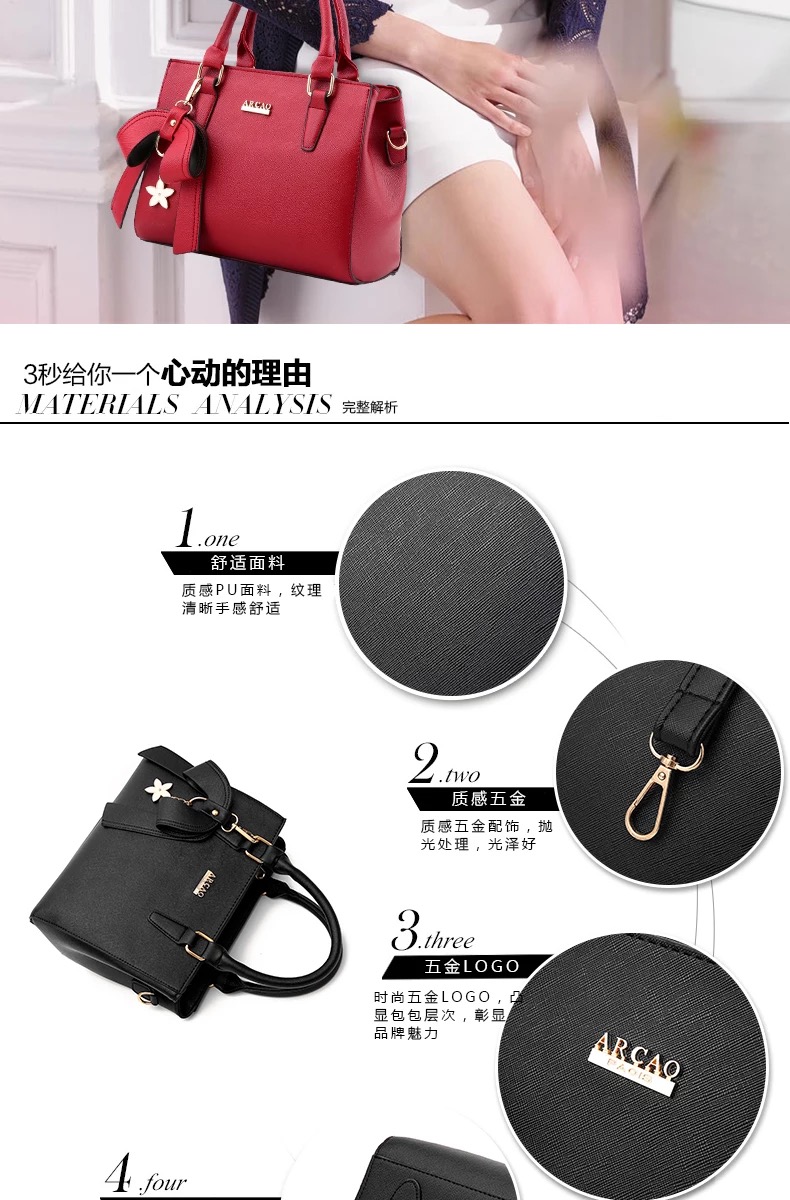 ARCAO
3秒给你一个心动的理由
MATERIALS ANALYSIS 完整解析
1.one
舒适面料
质感PU面料，纹理
清晰手感舒适
2.two
质感五金
质感五金配饰，抛
光处理，光泽好
ARCAO
3.three
五金LOGO
时尚五金LOGO，凸
显包包层次，彰显
品牌魅力
ARCAO
4.four